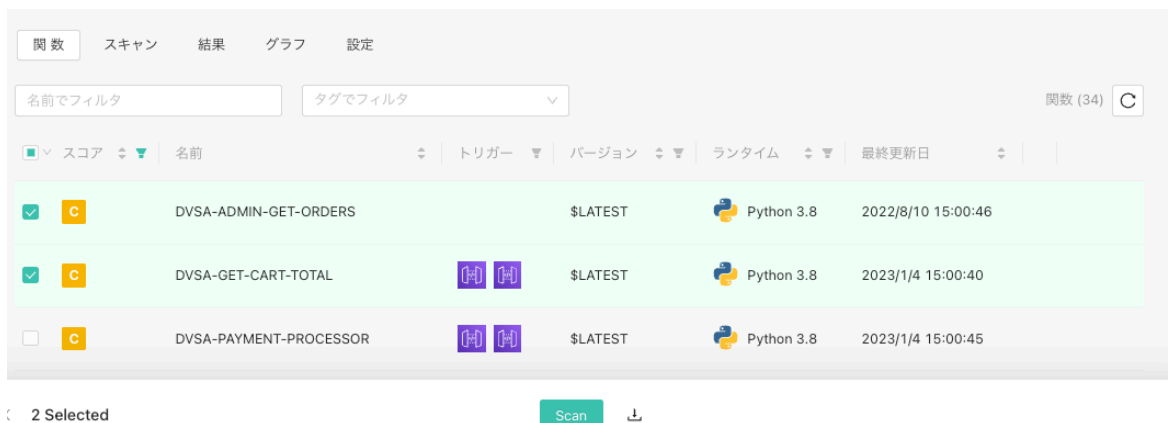 関数 スキャン 結果 グラフ 設定
名前でフィルタ タグでフィルタ 関数 (34)
スコア 名前 トリガー バージョン ランタイム 最終更新日
C DVSA-ADMIN-GET-ORDERS $LATEST Python 3.8 2022/8/10 15:00:46
C DVSA-GET-CART-TOTAL $LATEST Python 3.8 2023/1/4 15:00:40
C DVSA-PAYMENT-PROCESSOR $LATEST Python 3.8 2023/1/4 15:00:45
2 Selected Scan